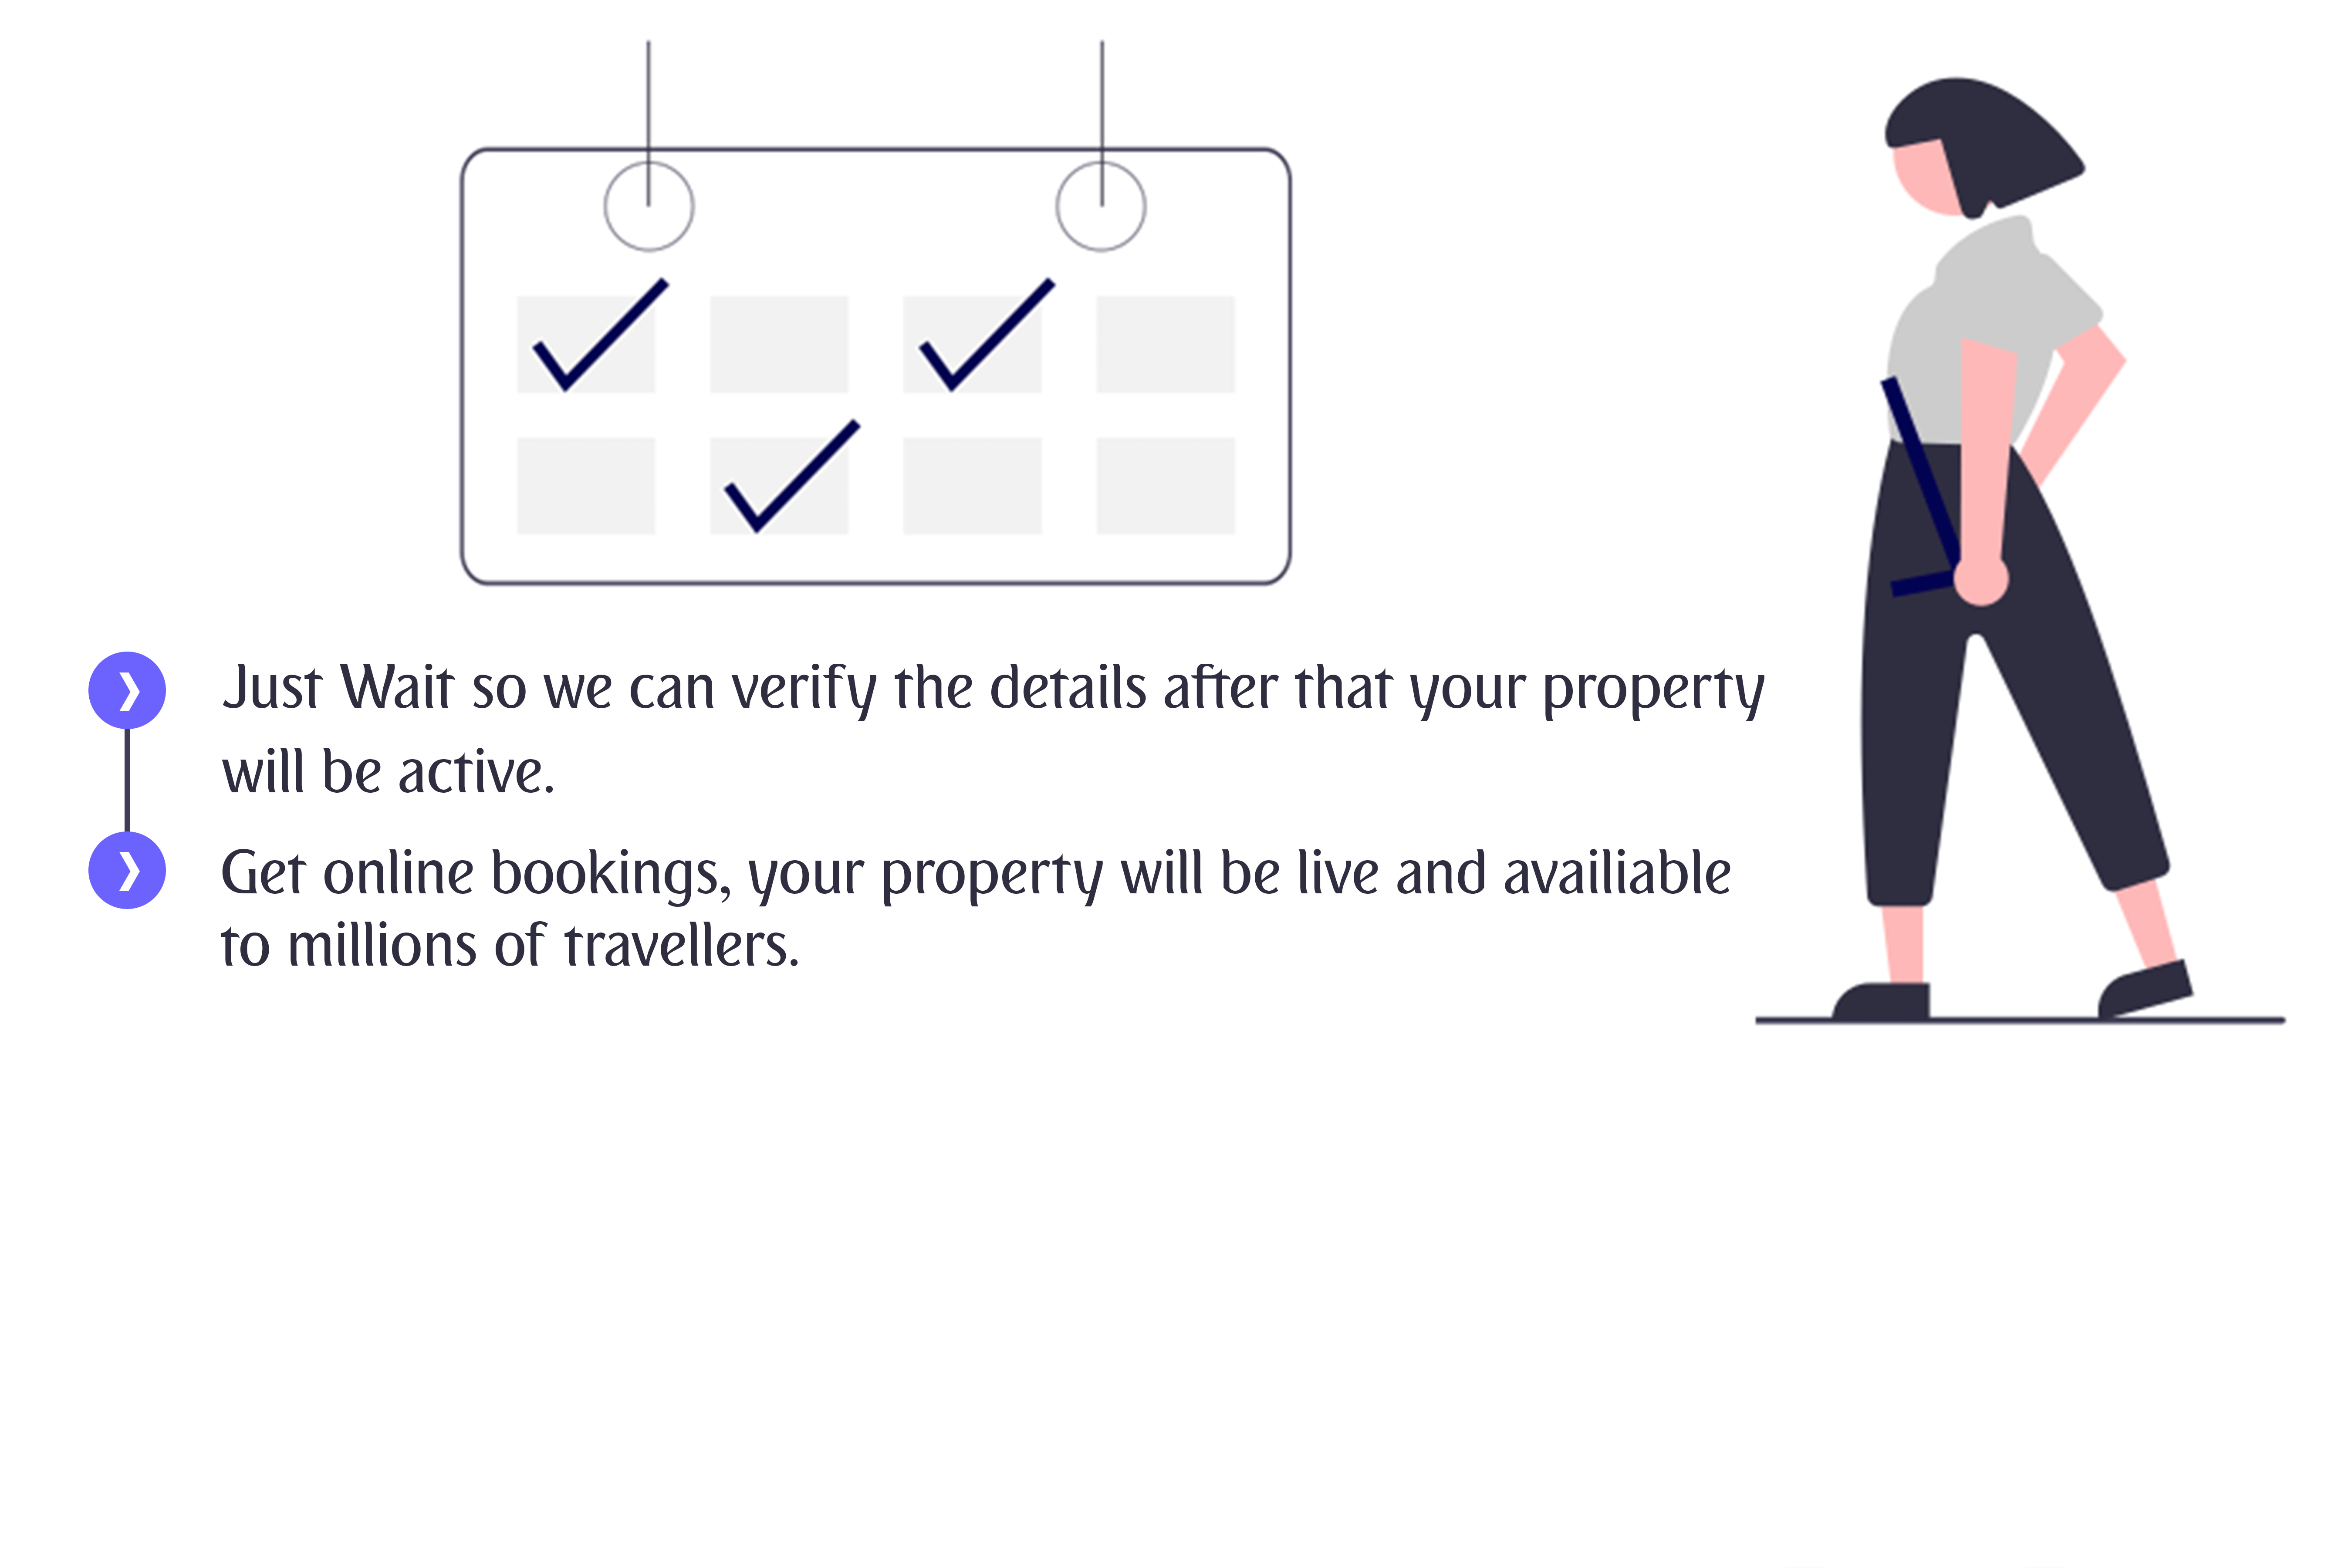 Just Wait so we can verify the details after that your property
will be active.
Get online bookings, your property will be live and availiable
to millions of travellers.